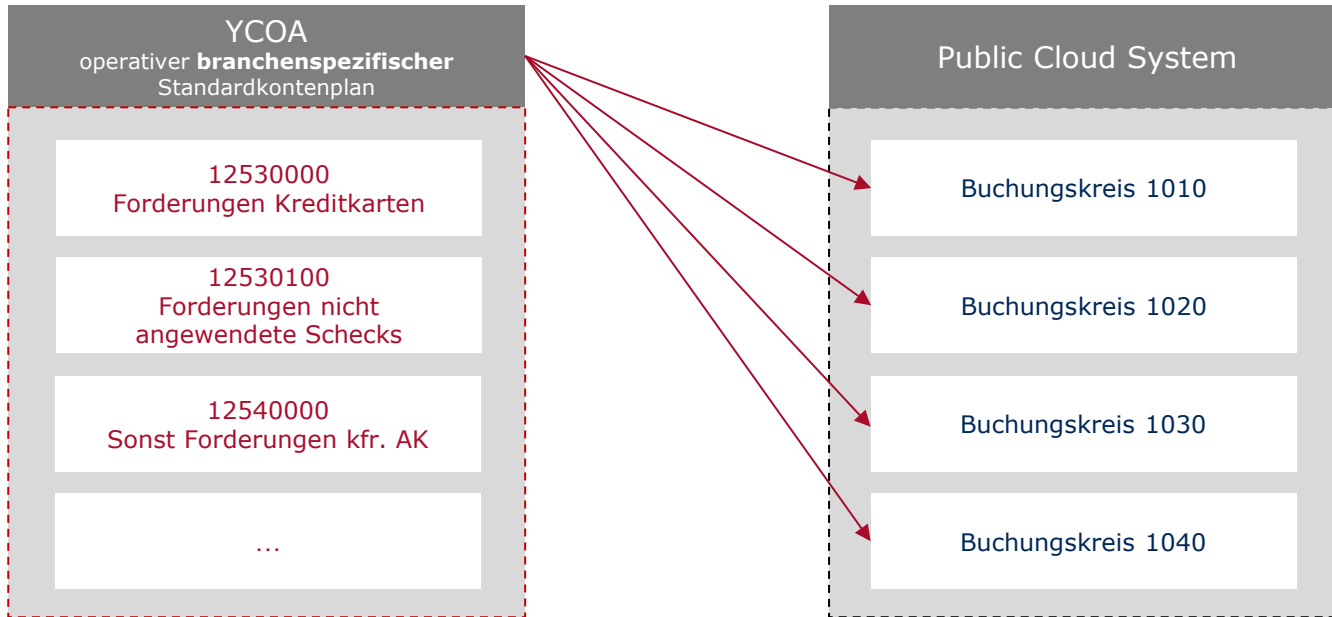 YCOA
operativer branchenspezifischer
Standardkontenplan
12530000
Forderungen Kreditkarten
12530100
Forderungen nicht
angewendete Schecks
12540000
Sonst Forderungen kfr. AK
...
Public Cloud System
Buchungskreis 1010
Buchungskreis 1020
Buchungskreis 1030
Buchungskreis 1040